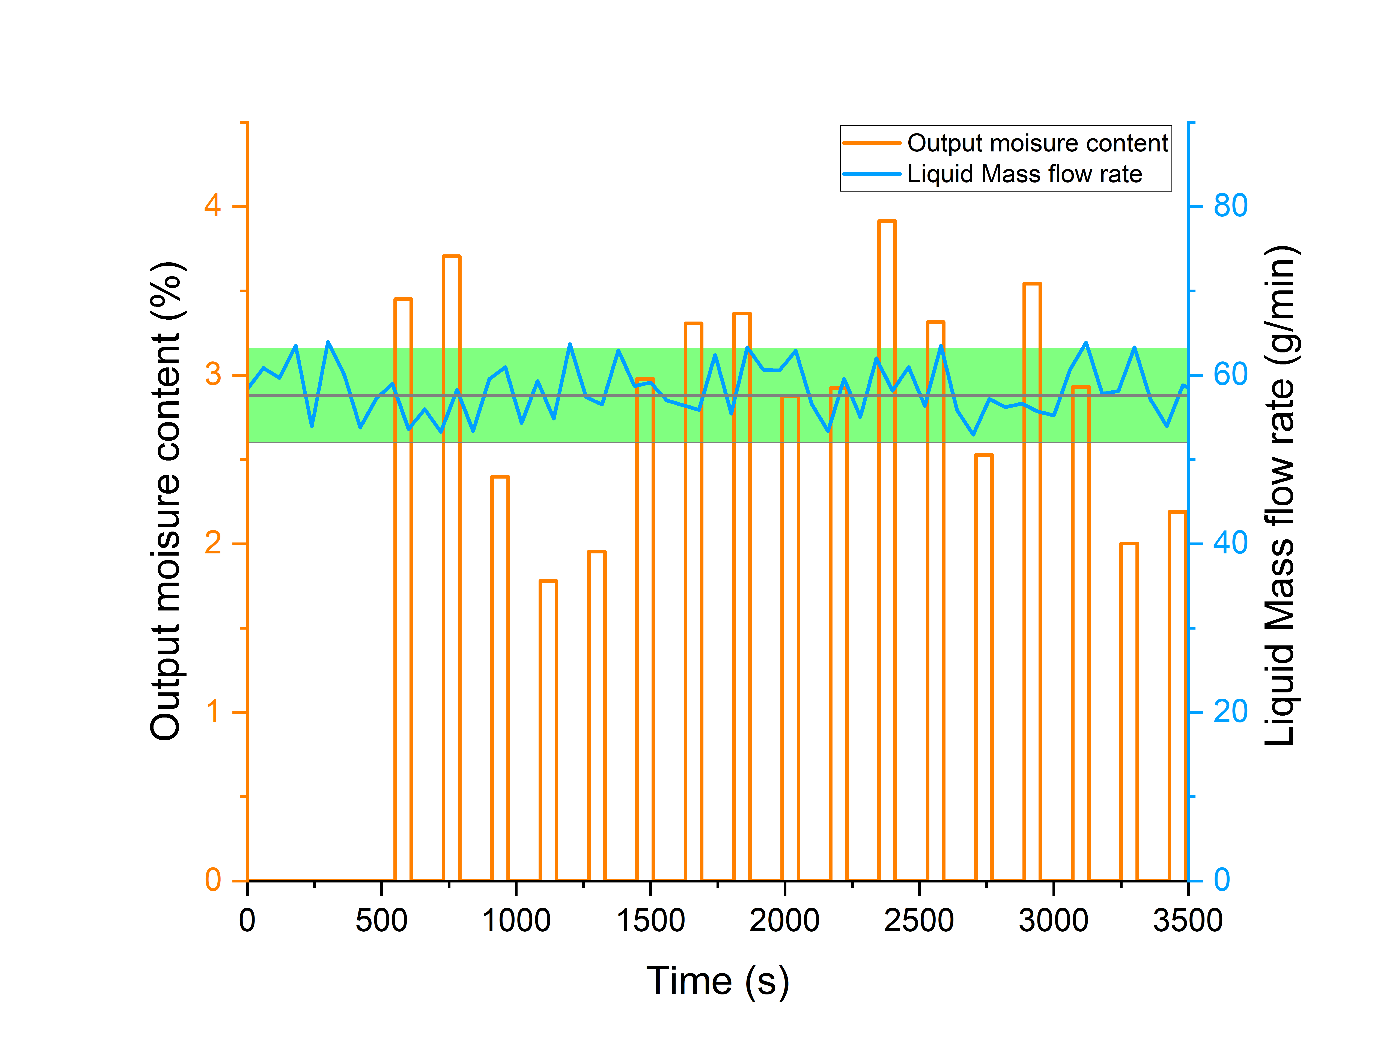 Output moisure content
Liquid Mass flow rate
Output moisure content (%)
4
3
2
1
0
80
60
40
20
0
Liquid Mass flow rate (g/min)
0 500 1000 1500 2000 2500 3000 3500
Time (s)